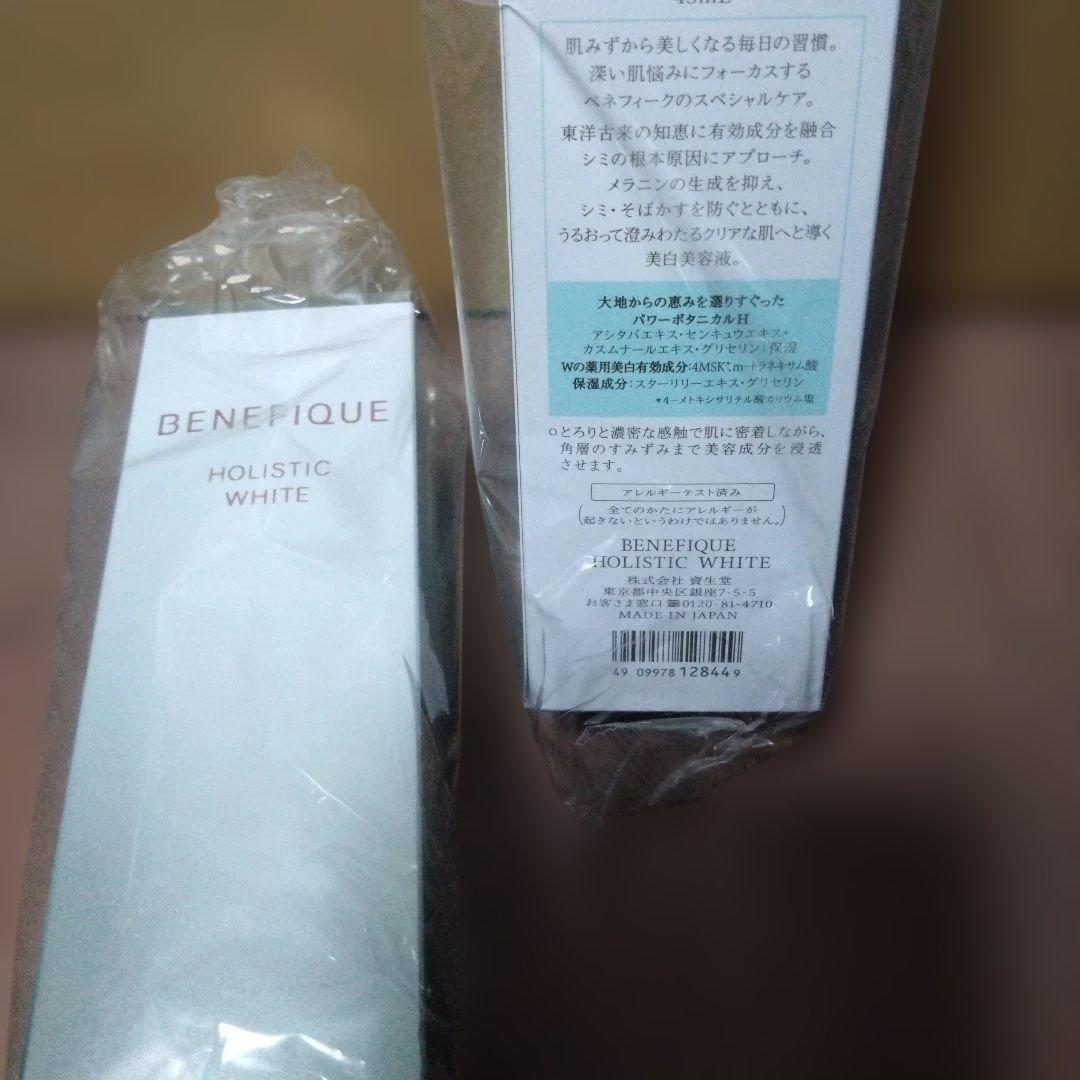 BENEFIQUE
HOLISTIC
WHITE
45mL
肌みずから美しくなる毎日の習慣。
深い肌悩みにフォーカスする
ベネフィークのスペシャルケア。
東洋古来の知恵に有効成分を融合
シミの根本原因にアプローチ。
メラニンの生成を抑え、
シミ・そばかすを防ぐとともに、
うるおって澄みわたるクリアな肌へと導く
美白美容液。
大地からの恵みを選りすぐった
パワーボタニカルH
アシタバエキス・センキュウエキス・
カスムナールエキス・グリセリン:保湿
Wの薬用美白有効成分:4MSK*,m-トラネキサム酸
保湿成分:スターリリーエキス・グリセリン
*4-メトキシサリチル酸カリウム塩
○とろりと濃密な感触で肌に密着しながら、
角層のすみずみまで美容成分を浸透
させます。
アレルギーテスト済み
(全てのかたにアレルギーが
起きないというわけではありません。)
BENEFIQUE
HOLISTIC WHITE
株式会社 資生堂
東京都中央区銀座7-5-5
お客さま窓口☎0120-81-4710
MADE IN JAPAN
49 09978 128449